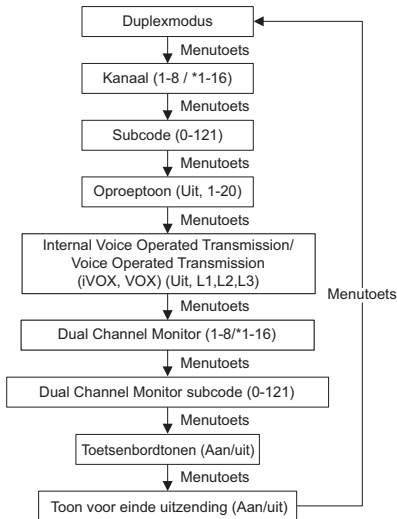 Duplexmodus
Menutoets
Kanaal (1-8 / *1-16)
Menutoets
Subcode (0-121)
Menutoets
Oproeptoon (Uit, 1-20)
Menutoets
Internal Voice Operated Transmission/
Voice Operated Transmission
(iVOX, VOX) (Uit, L1,L2,L3)
Menutoets
Menutoets
Dual Channel Monitor (1-8/*1-16)
Menutoets
Dual Channel Monitor subcode (0-121)
Menutoets
Toetsenbordtonen (Aan/uit)
Menutoets
Toon voor einde uitzending (Aan/uit)